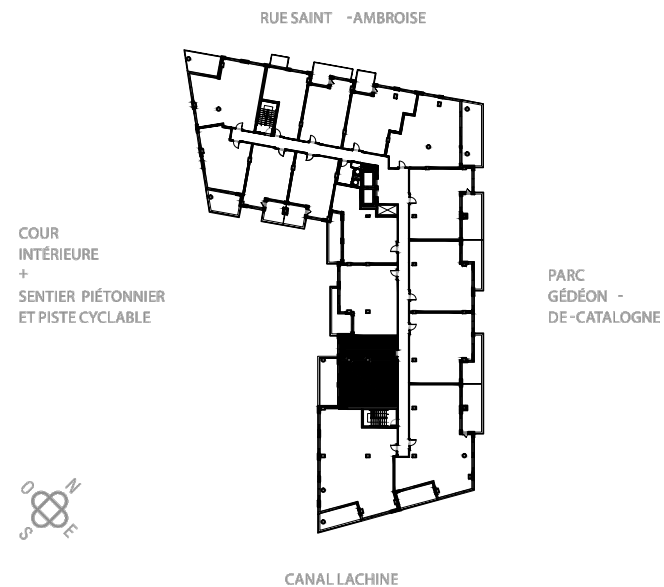 RUE SAINT -AMBROISE
COUR
INTÉRIEURE
+
SENTIER PIÉTONNIER
ET PISTE CYCLABLE
PARC
GÉDÉON -
DE -CATALOGNE
O N
S E
CANAL LACHINE